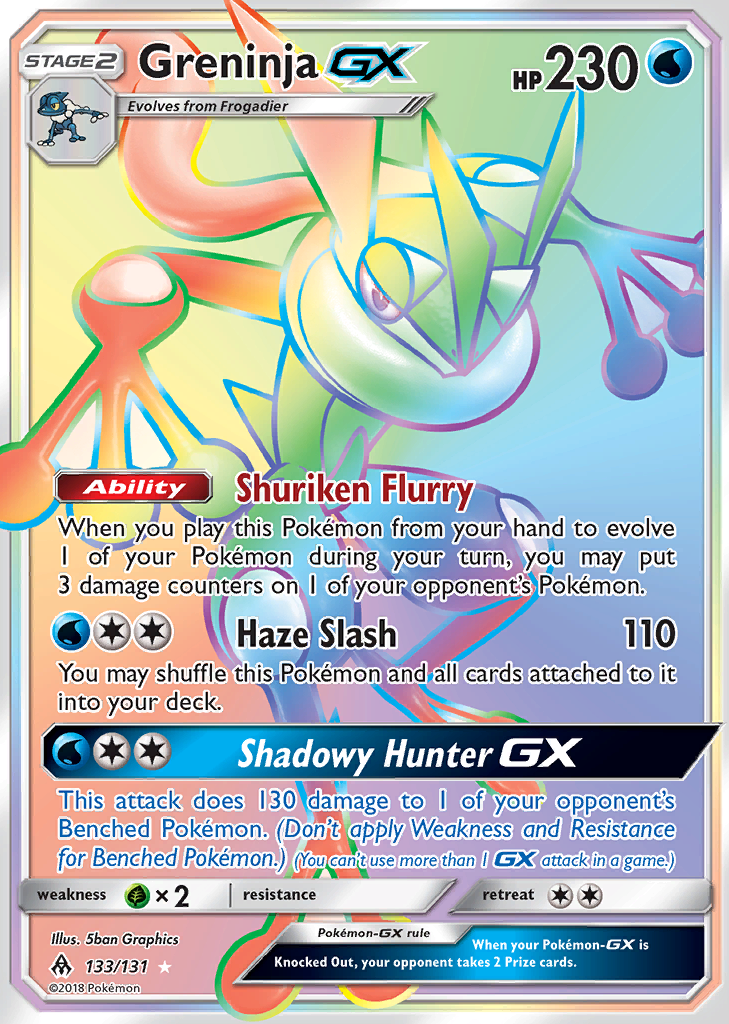 STAGE2
Greninja GX
HP 230
Evolves from Frogadier
Ability Shuriken Flurry
When you play this Pokémon from your hand to evolve
1 of your Pokémon during your turn, you may put
3 damage counters on 1 of your opponent's Pokémon.
Haze Slash 110
You may shuffle this Pokémon and all cards attached to it
into your deck.
Shadowy Hunter GX
This attack does 130 damage to 1 of your opponent's
Benched Pokémon. (Don't apply Weakness and Resistance
for Benched Pokémon.) (You can't use more than 1 GX attack in a game.)
weakness ×2 resistance retreat
Illus. 5ban Graphics
133/131
©2018 Pokémon
Pokémon-GX rule
When your Pokémon-GX is
Knocked Out, your opponent takes 2 Prize cards.